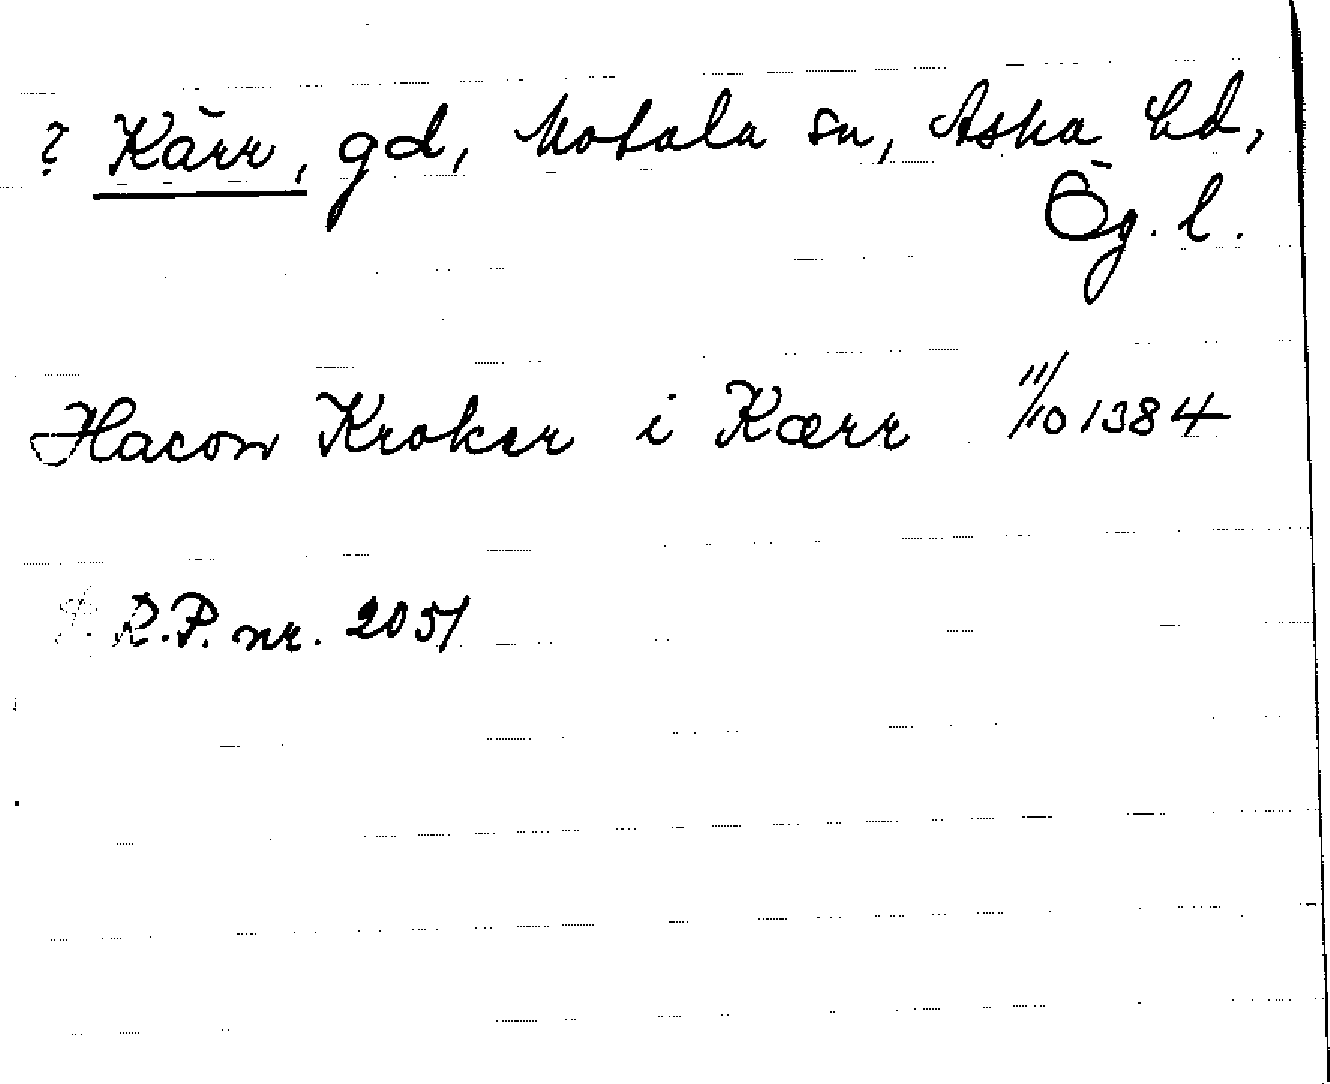 ? Kärr, gd, Motala sn, Aska hd,
Ög. l.
Hacon Kroker i Kærr 11/10 1384
R.P. nr. 2051